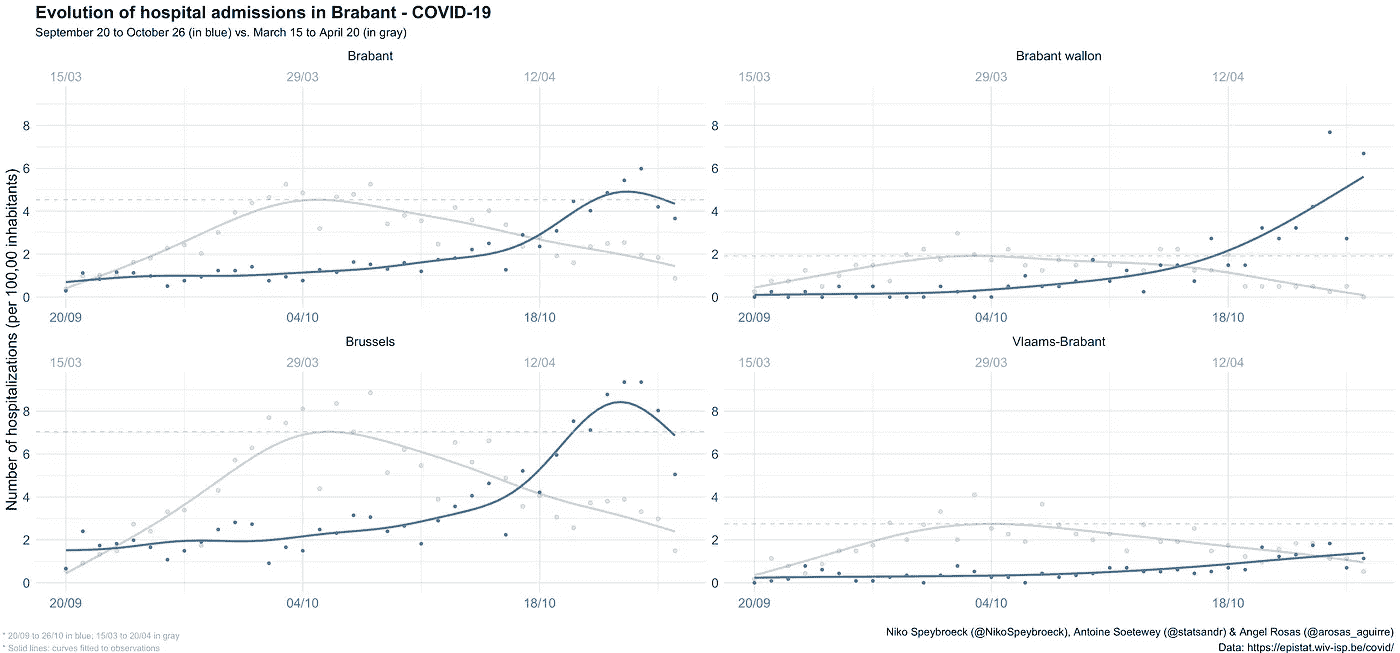 Evolution of hospital admissions in Brabant - COVID-19
September 20 to October 26 (in blue) vs. March 15 to April 20 (in gray)
Number of hospitalizations (per 100,00 inhabitants)
Brabant
15/03 29/03 12/04
8
6
4
2
0
20/09 04/10 18/10
Brabant wallon
15/03 29/03 12/04
8
6
4
2
0
20/09 04/10 18/10
Brussels
15/03 29/03 12/04
8
6
4
2
0
20/09 04/10 18/10
Vlaams-Brabant
15/03 29/03 12/04
8
6
4
2
0
20/09 04/10 18/10
* 20/09 to 26/10 in blue, 15/03 to 20/04 in gray
* Solid lines: curves fitted to observations
Niko Speybroeck (@NikoSpeybroeck), Antoine Soetewey (@statsandr) & Angel Rosas (@arosas_aguirre)
Data: https://epistat.wiv-isp.be/covid/